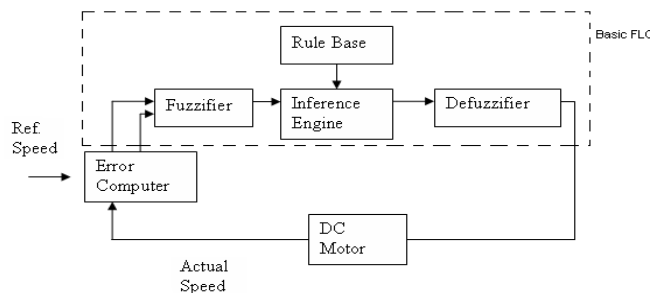 Basic FLC
Rule Base
Fuzzifier
Inference
Engine
Defuzzifier
Ref.
Speed
Error
Computer
DC
Motor
Actual
Speed